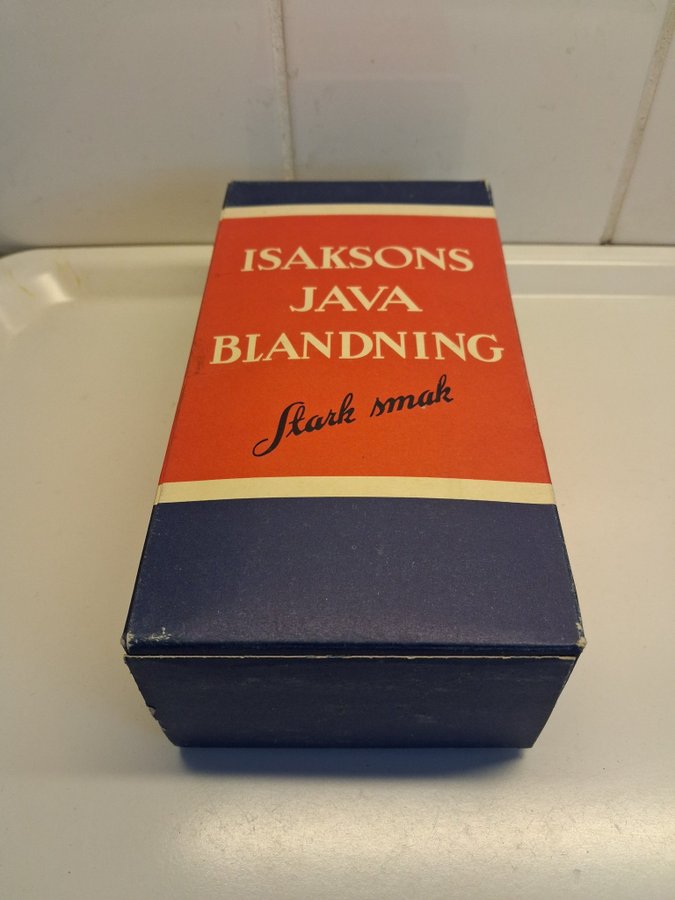 ISAKSONS
JAVA
BLANDNING
Stark smak